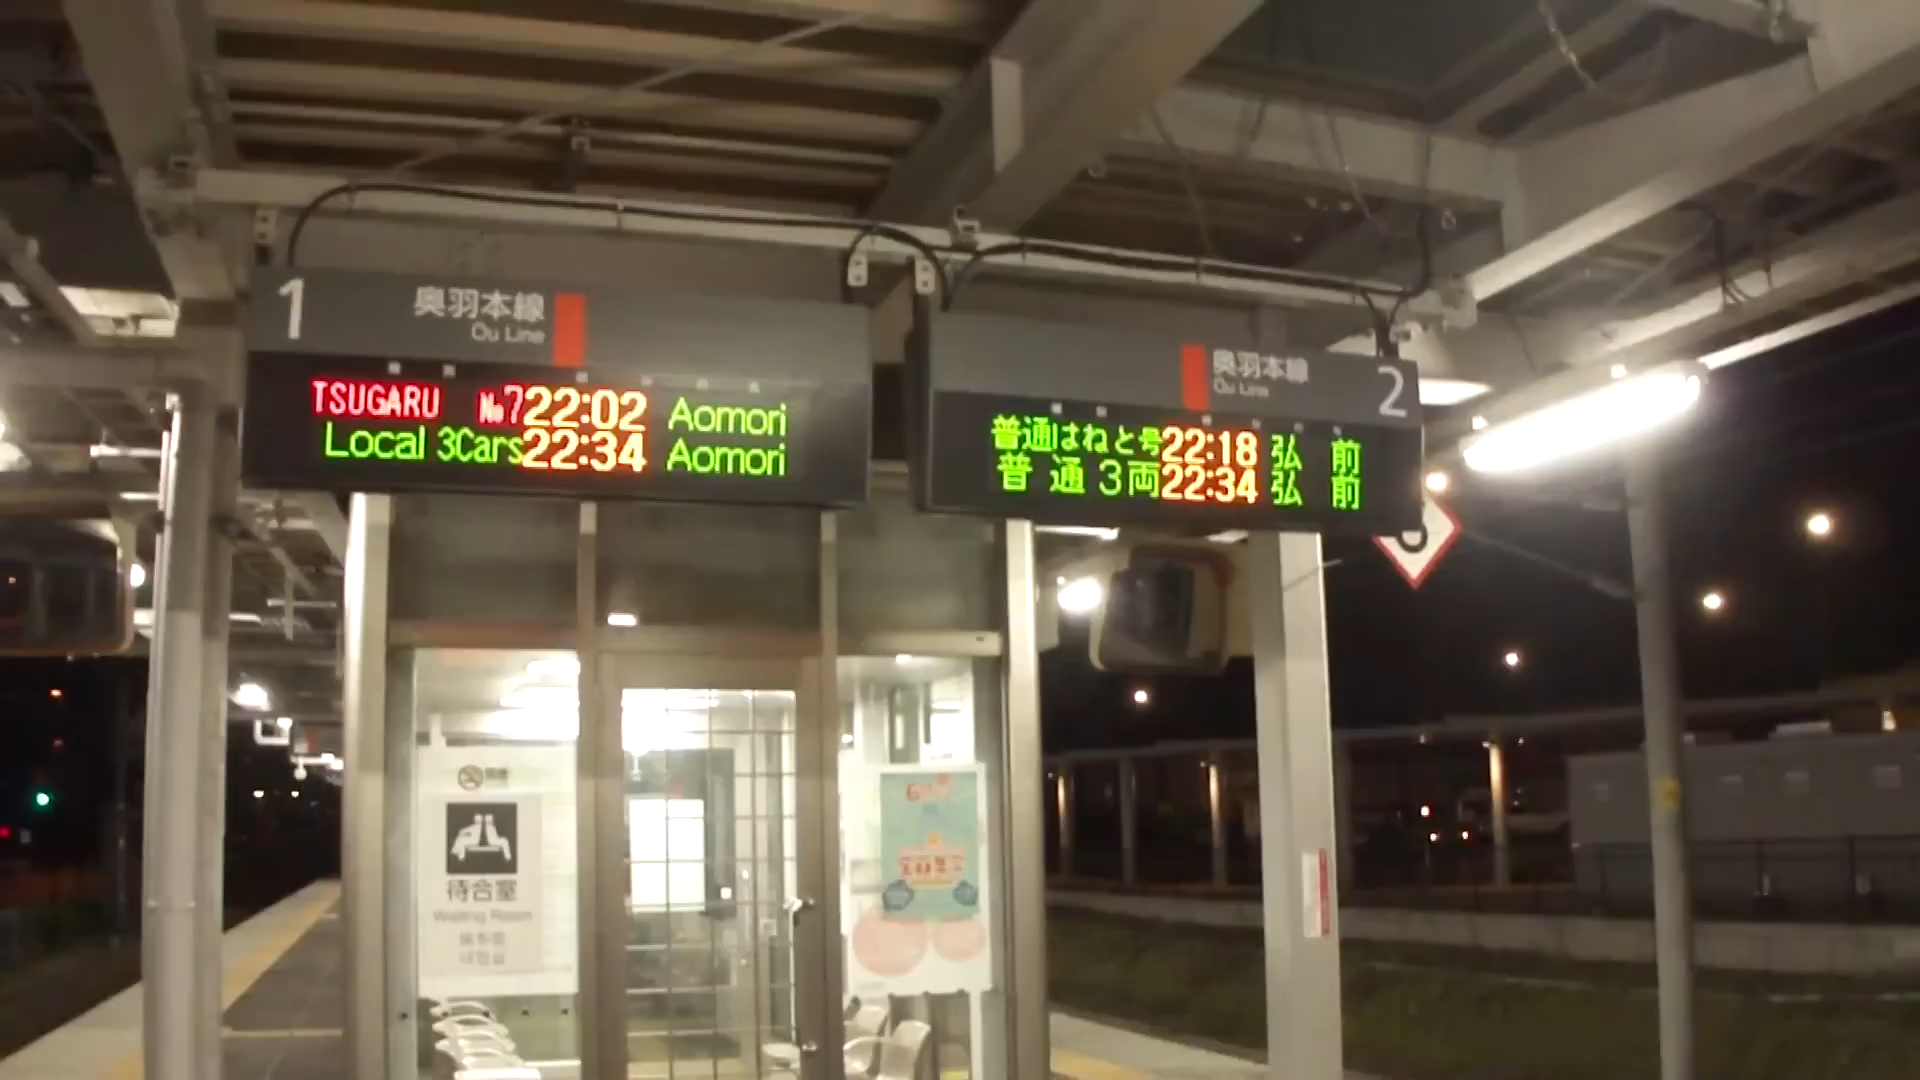 1
奥羽本線
Ou Line
TSUGARU №7 22:02 Aomori
Local 3Cars 22:34 Aomori
奥羽本線
Ou Line
2
普通はねと号 22:18 弘 前
普 通 3両 22:34 弘 前
待合室
Waiting Room